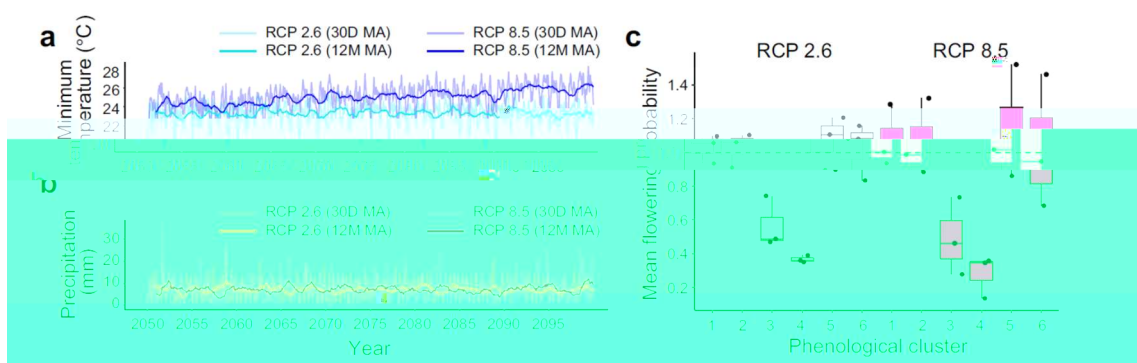 a
RCP 2.6 (30D MA) RCP 8.5 (30D MA)
RCP 2.6 (12M MA) RCP 8.5 (12M MA)
Minimum
28
26
24
22
b
RCP 2.6 (30D MA) RCP 8.5 (30D MA)
RCP 2.6 (12M MA) RCP 8.5 (12M MA)
Precipitation
(mm)
30
20
10
0
2050 2055 2060 2065 2070 2075 2080 2085 2090 2095
Year
c
RCP 2.6 RCP 8.5
Mean flowering
1.4
1.2
0.8
0.6
0.4
0.2
1 2 3 4 5 6 1 2 3 4 5 6
Phenological cluster